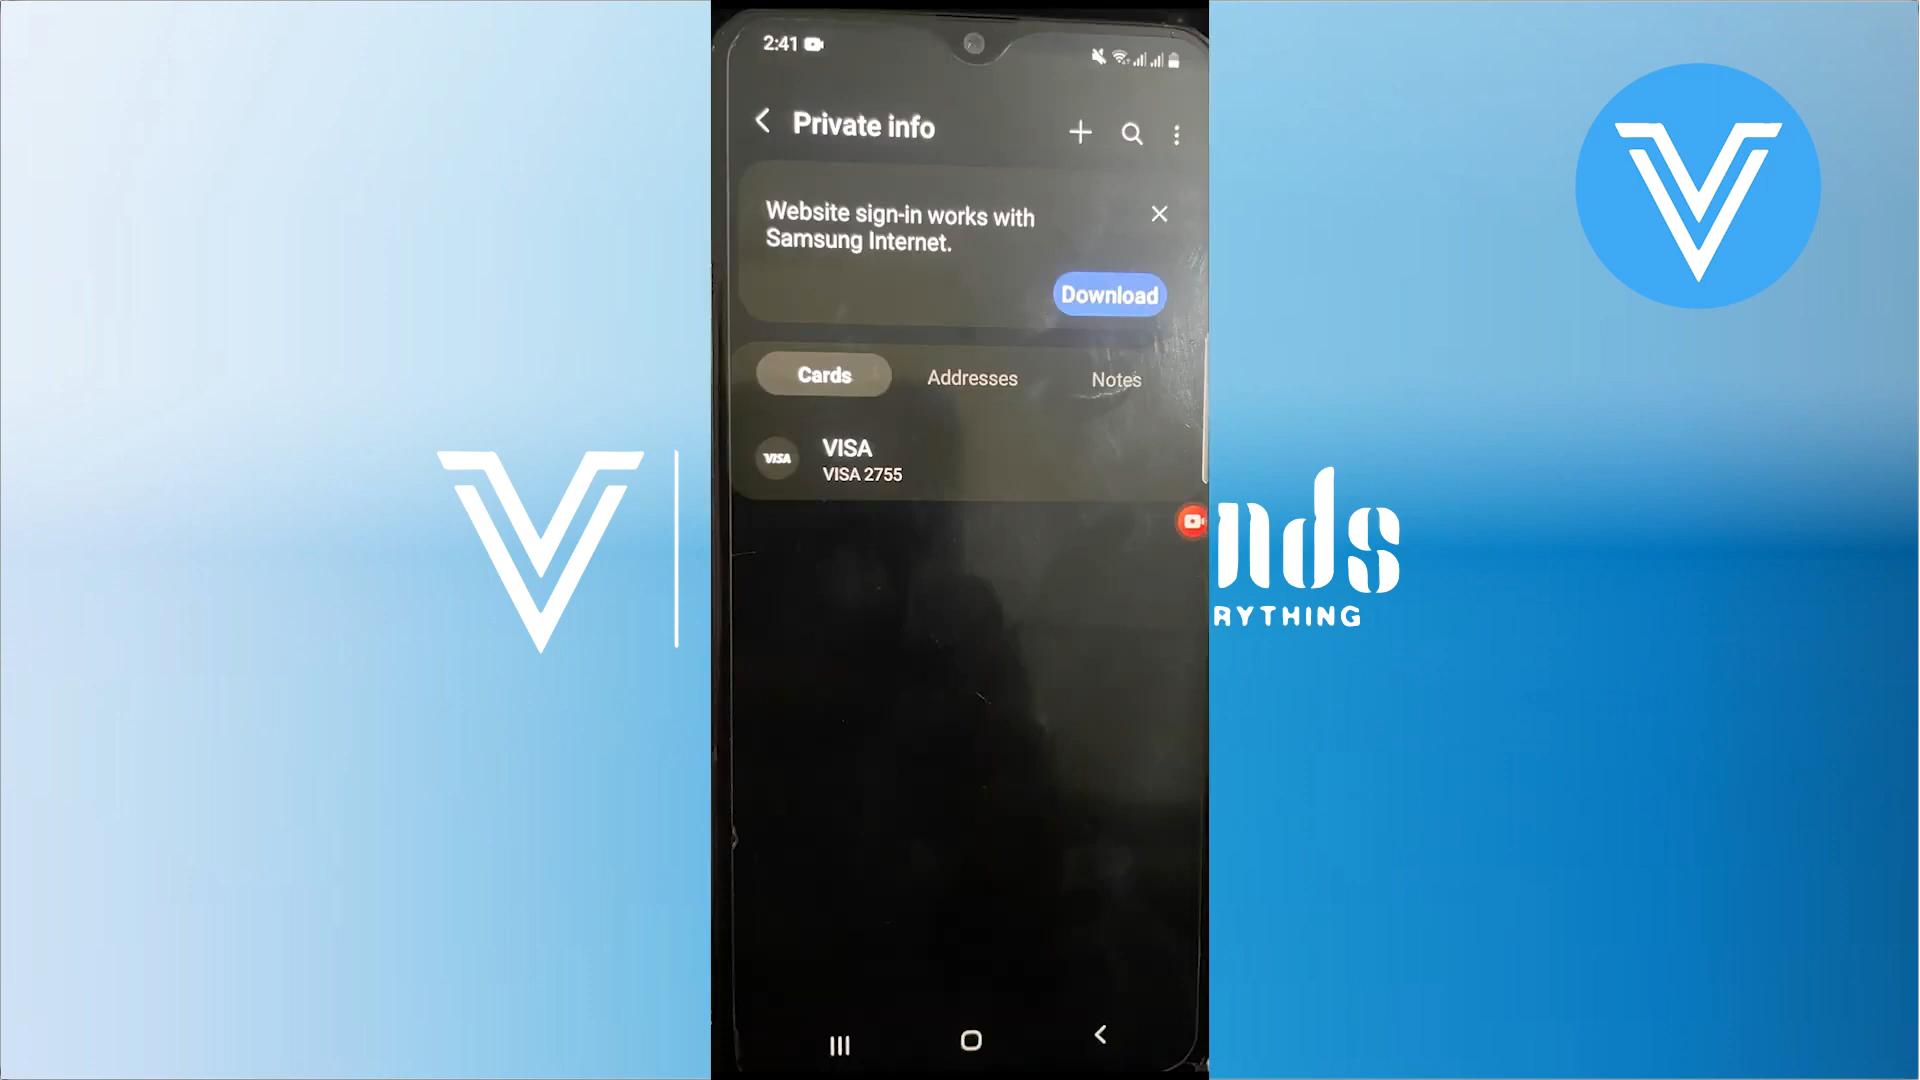 2:41
Private info
Website sign-in works with
Samsung Internet.
Download
Cards
Addresses
Notes
VISA
VISA
VISA 2755
nds
RYTHING